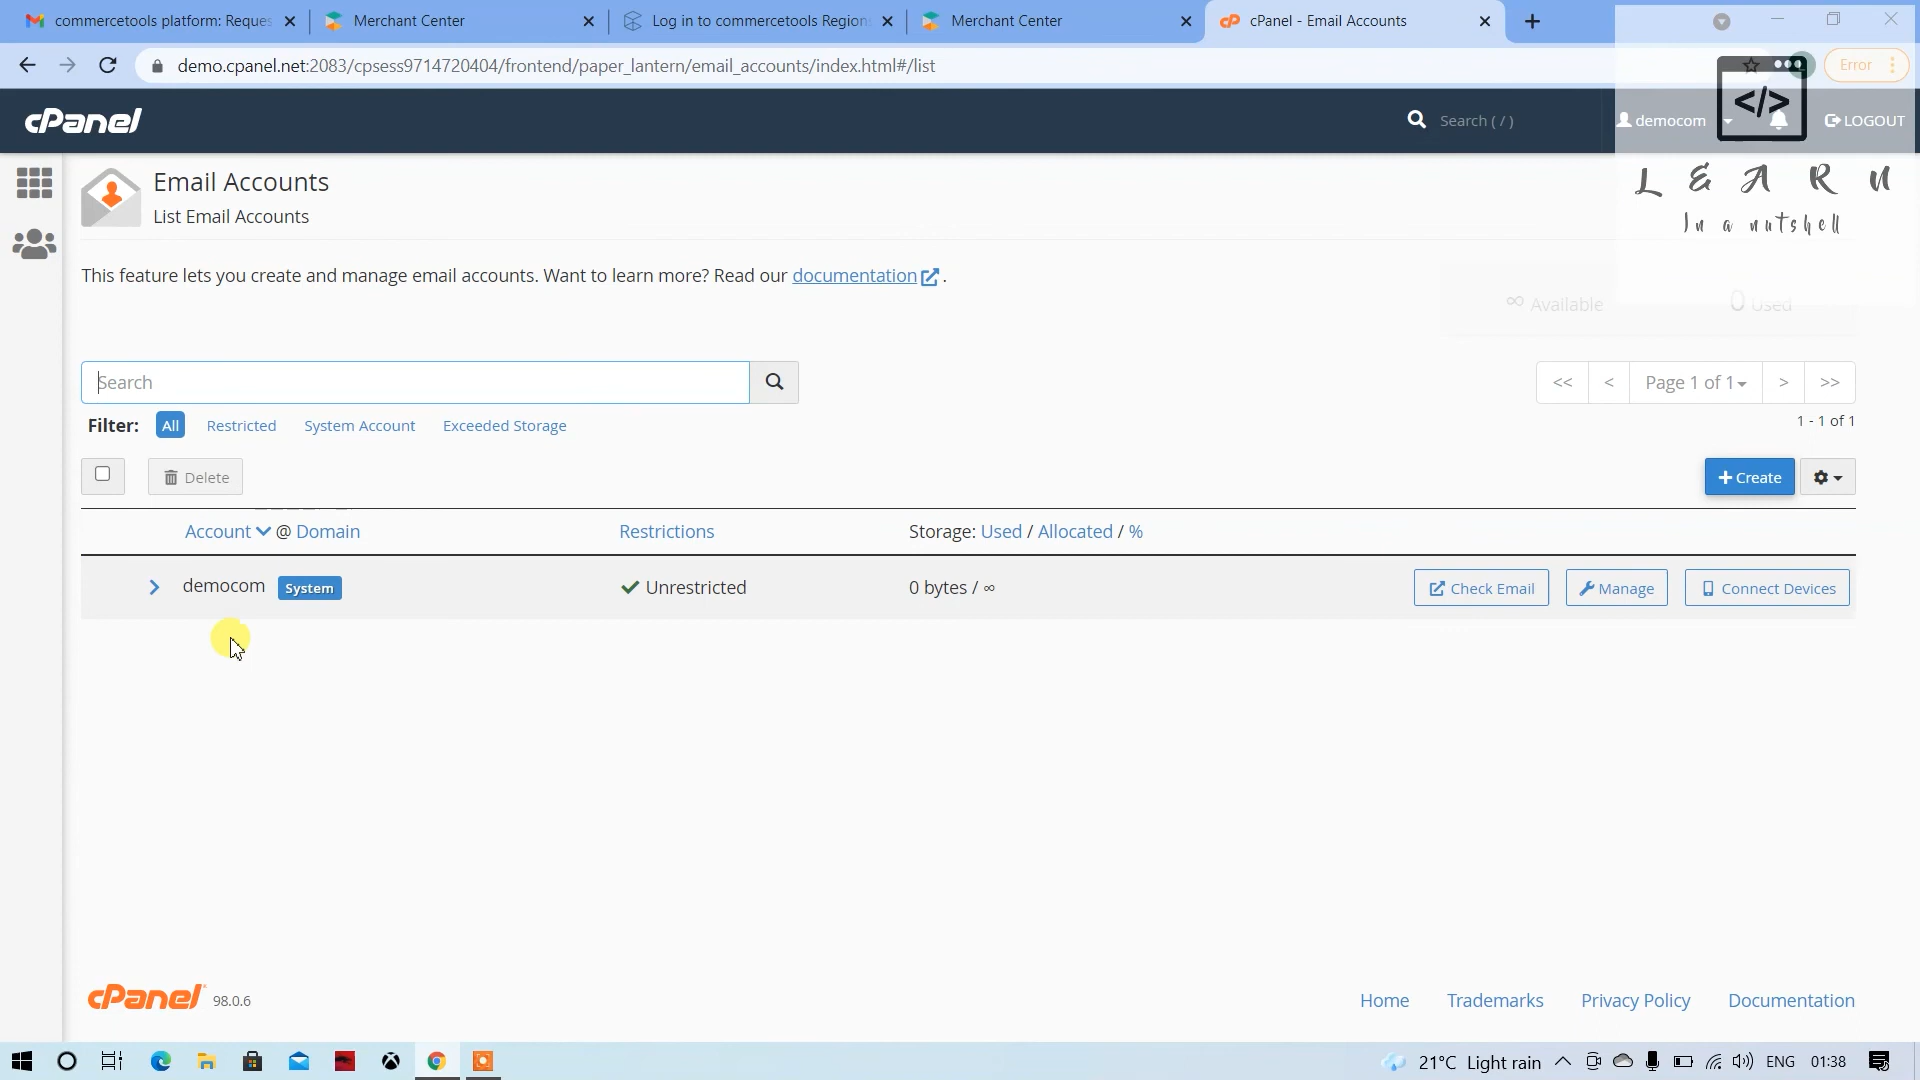 commercetools platform: Reques
Merchant Center
Log in to commercetools Region
Merchant Center
cPanel - Email Accounts
demo.cpanel.net:2083/cpsess9714720404/frontend/paper_lantern/email_accounts/index.html#/list
Error
cPanel
Search ( / )
democom
LOGOUT
</>
LEARN
In a nutshell
Email Accounts
List Email Accounts
This feature lets you create and manage email accounts. Want to learn more? Read our documentation .
∞ Available
0 Used
Search
<< < Page 1 of 1 > >>
Filter: All Restricted System Account Exceeded Storage
1 - 1 of 1
Delete
+ Create
Account @ Domain
Restrictions
Storage: Used / Allocated / %
democom System
Unrestricted
0 bytes / ∞
Check Email
Manage
Connect Devices
cPanel 98.0.6
Home
Trademarks
Privacy Policy
Documentation
21°C Light rain
ENG
01:38